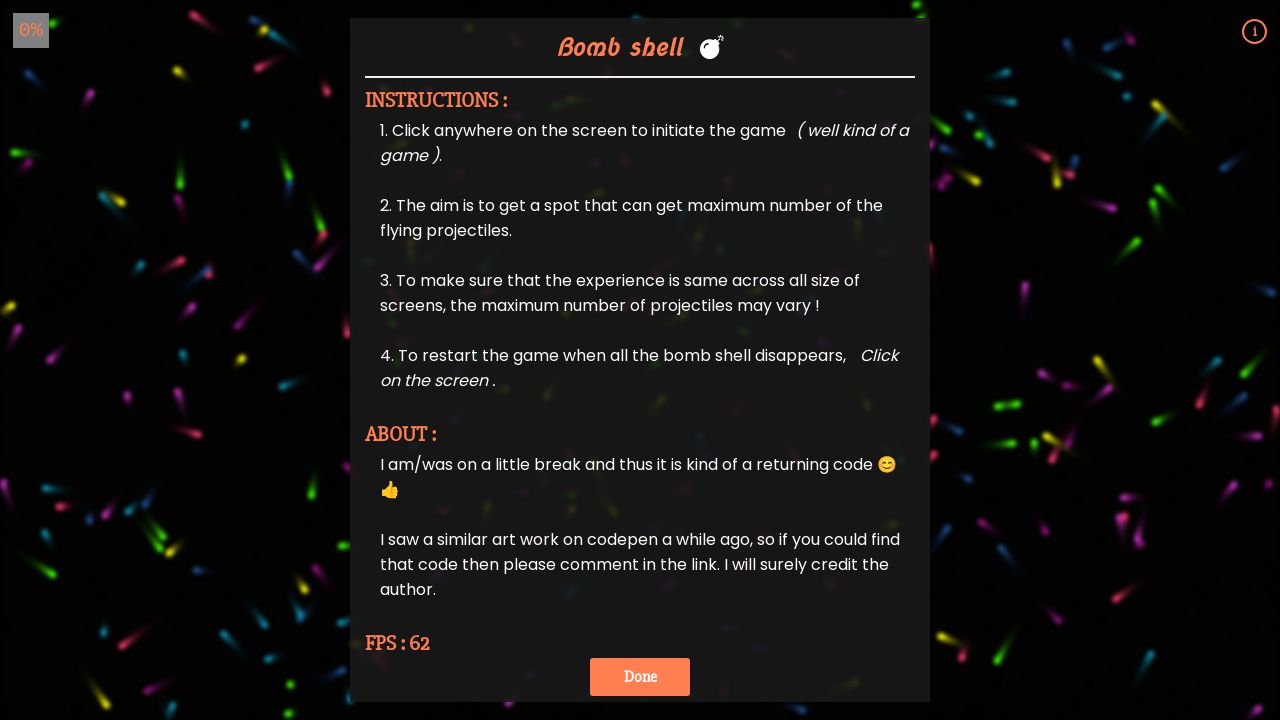 0%
i
Bomb shell 💣
INSTRUCTIONS :
1. Click anywhere on the screen to initiate the game ( well kind of a
game ).
2. The aim is to get a spot that can get maximum number of the
flying projectiles.
3. To make sure that the experience is same across all size of
screens, the maximum number of projectiles may vary !
4. To restart the game when all the bomb shell disappears, Click
on the screen .
ABOUT :
I am/was on a little break and thus it is kind of a returning code 😊
👍
I saw a similar art work on codepen a while ago, so if you could find
that code then please comment in the link. I will surely credit the
author.
FPS : 62
Done